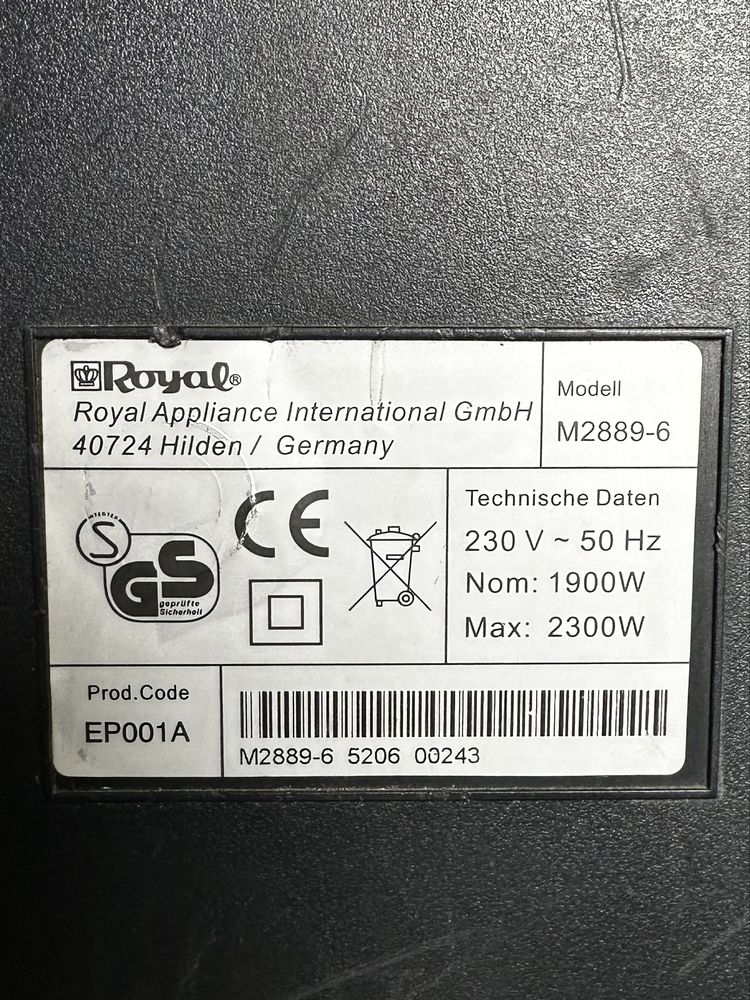 Royal®
Royal Appliance International GmbH
40724 Hilden / Germany
Modell
M2889-6
INTERTEK
S
GS
geprüfte
Sicherheit
CE
Technische Daten
230 V ~ 50 Hz
Nom: 1900W
Max: 2300W
Prod.Code
EP001A
M2889-6 5206 00243